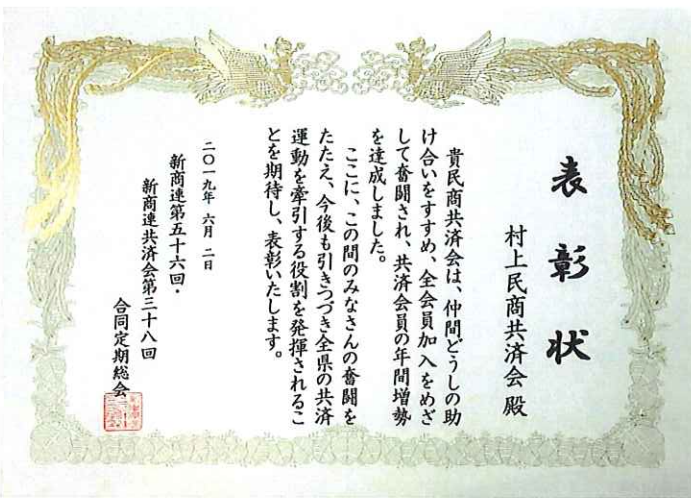 表彰状
村上民商共済会殿
貴民商共済会は、仲間どうしの助
け合いをすすめ、全会員加入をめざ
して奮闘され、共済会員の年間増勢
を達成しました。
ここに、この間のみなさんの奮闘を
たたえ、今後も引きつづき全県の共済
運動を牽引する役割を発揮されるこ
とを期待し、表彰いたします。
二〇一九年 六月 二日
新商連第五十六回・
新商連共済会第三十八回
合同定期総会